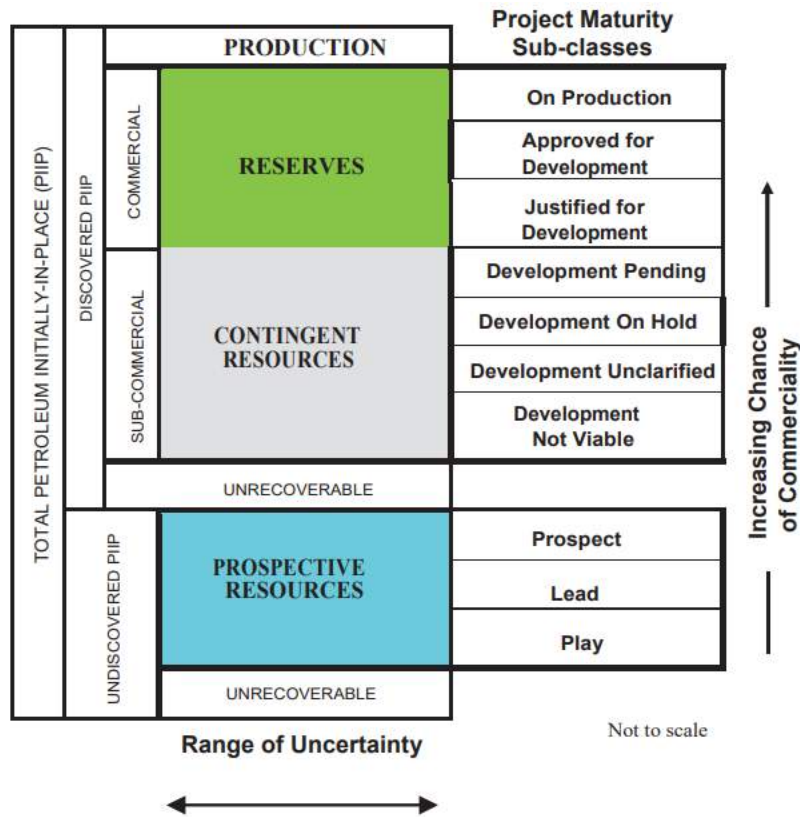 Project Maturity
Sub-classes
PRODUCTION
TOTAL PETROLEUM INITIALLY-IN-PLACE (PIIP)
DISCOVERED PIIP
COMMERCIAL
RESERVES
On Production
Approved for
Development
Justified for
Development
SUB-COMMERCIAL
CONTINGENT
RESOURCES
Development Pending
Development On Hold
Development Unclarified
Development
Not Viable
UNRECOVERABLE
UNDISCOVERED PIIP
PROSPECTIVE
RESOURCES
Prospect
Lead
Play
UNRECOVERABLE
Increasing Chance
of Commerciality
Range of Uncertainty
Not to scale